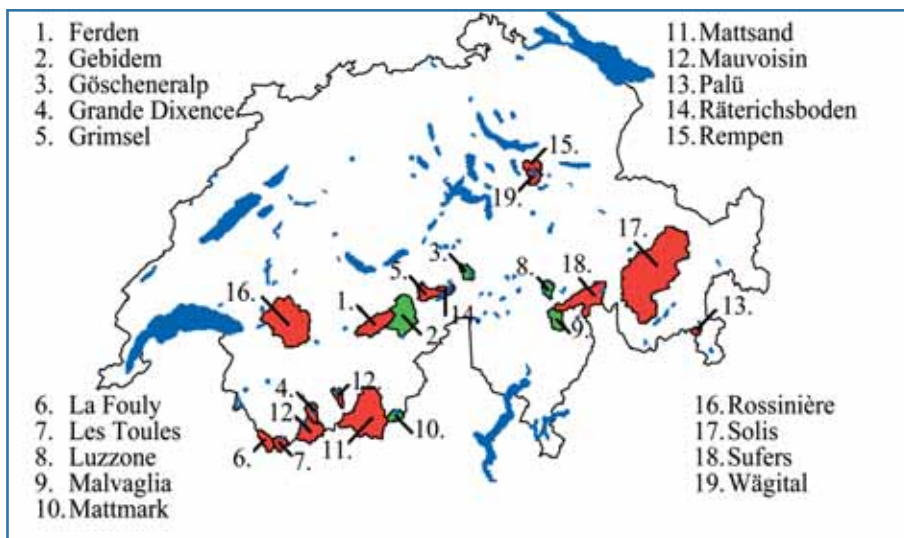 1. Ferden
2. Gebidem
3. Göscheneralp
4. Grande Dixence
5. Grimsel
11. Mattsand
12. Mauvoisin
13. Palü
14. Räterichsboden
15. Rempen
15.
19.
17.
3.
5.
8.
18.
16.
1.
2.
14.
9.
13.
4.
12.
12.
11.
10.
6.
7.
6. La Fouly
7. Les Toules
8. Luzzone
9. Malvaglia
10. Mattmark
16. Rossinière
17. Solis
18. Sufers
19. Wägital